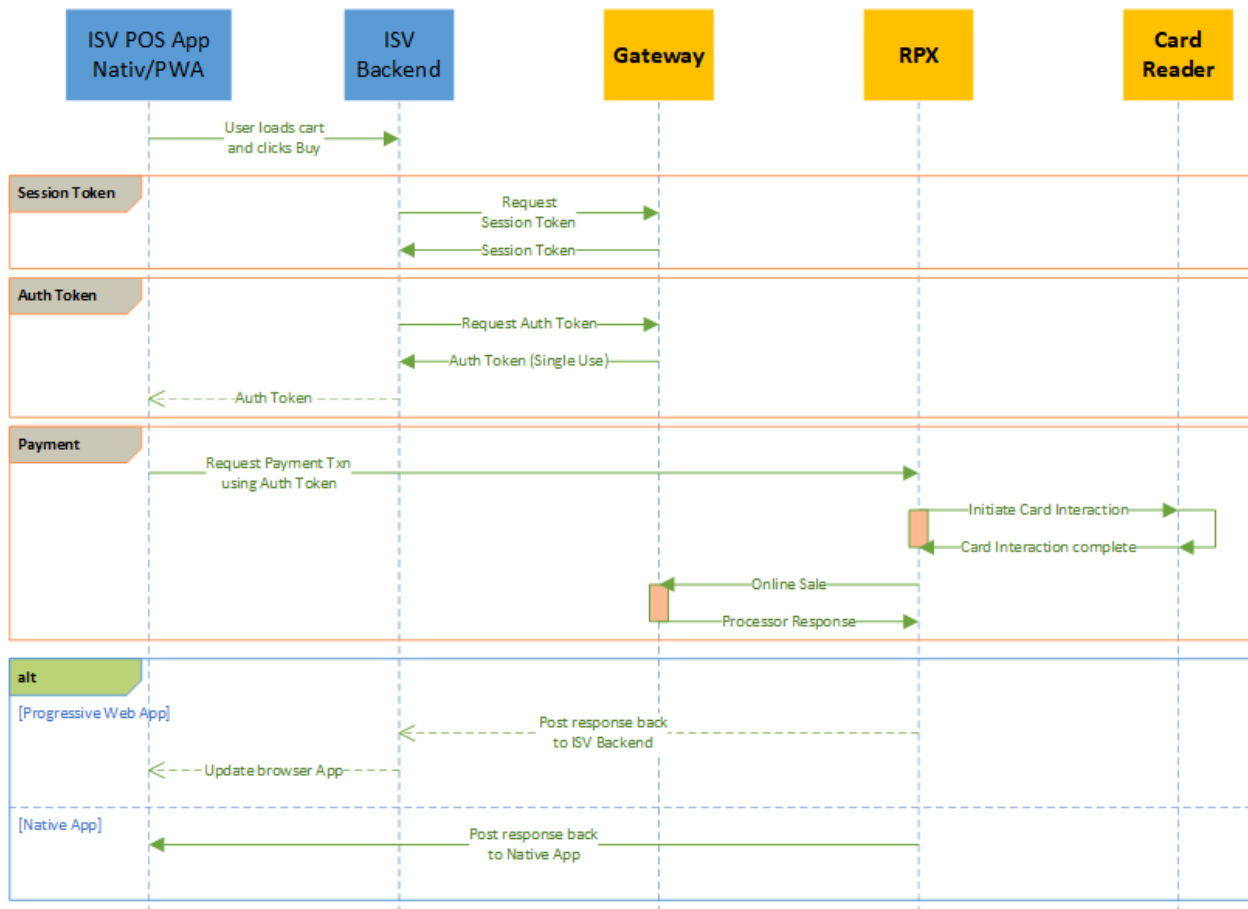 ISV POS App
Nativ/PWA
ISV
Backend
Gateway
RPX
Card
Reader
User loads cart
and clicks Buy
Session Token
Request
Session Token
Session Token
Auth Token
Request Auth Token
Auth Token (Single Use)
Auth Token
Payment
Request Payment Txn
using Auth Token
Initiate Card Interaction
Card Interaction complete
Online Sale
Processor Response
alt
[Progressive Web App]
Post response back
to ISV Backend
Update browser App
[Native App]
Post response back
to Native App